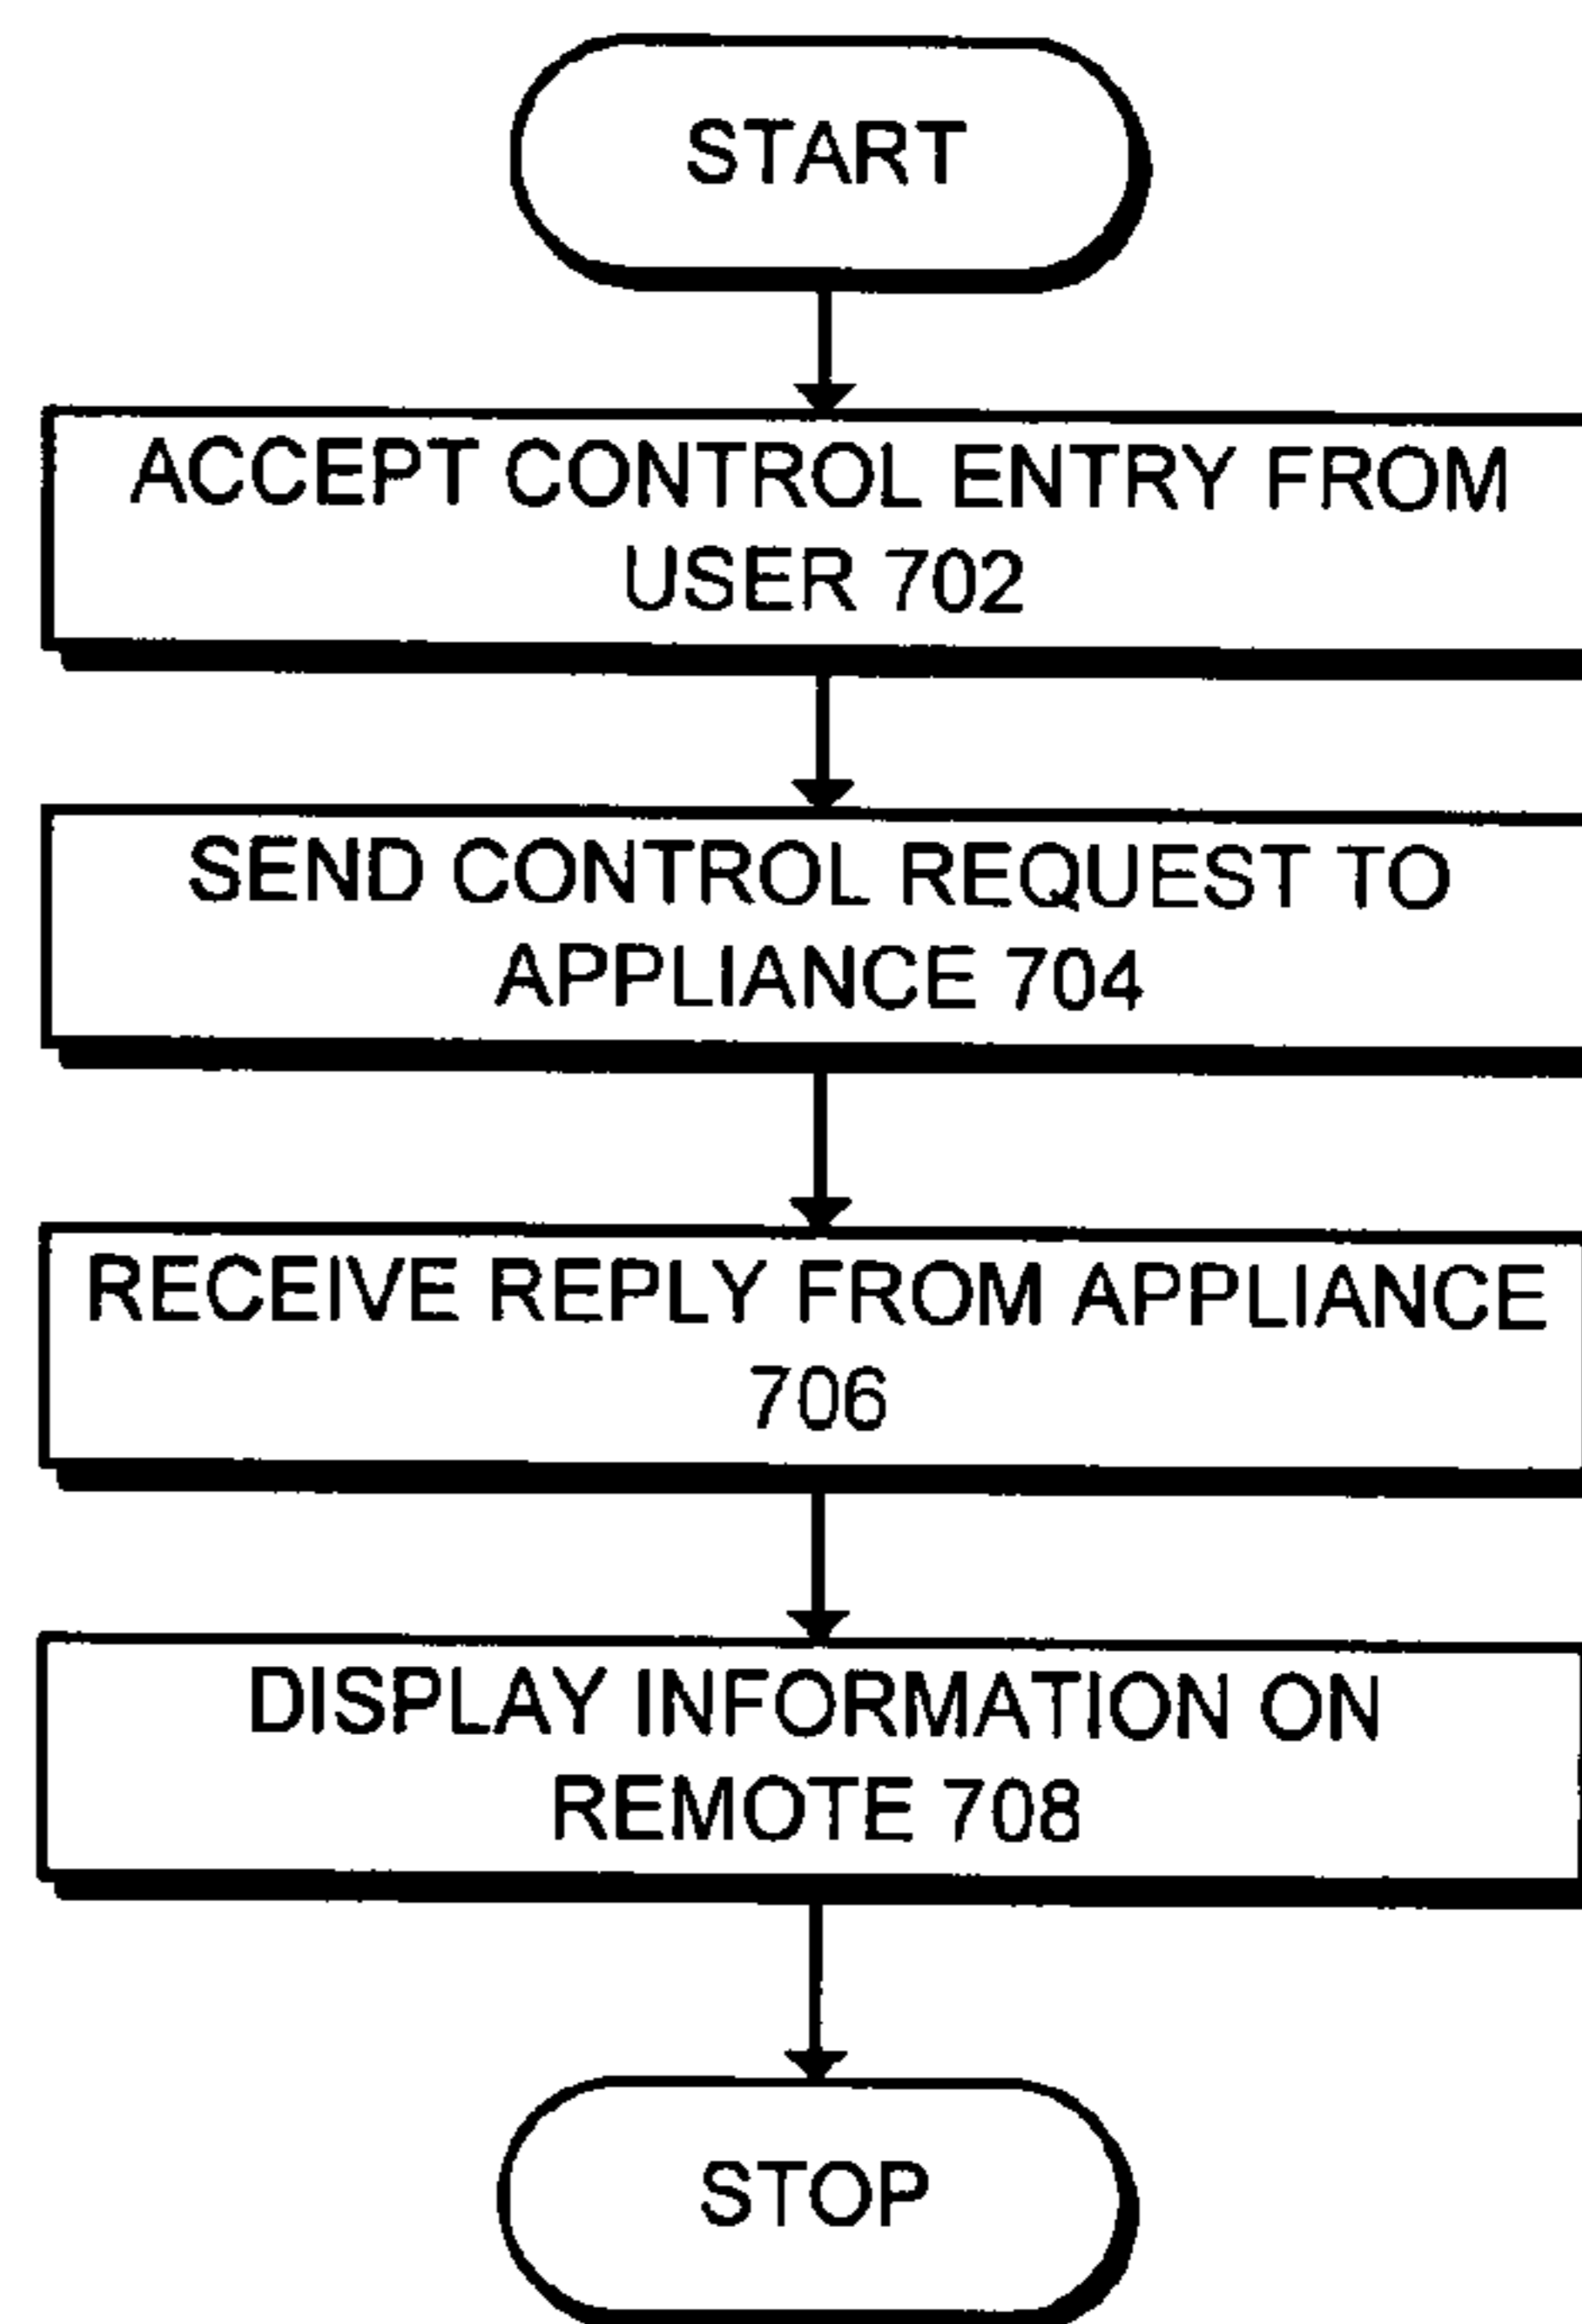 START
ACCEPT CONTROL ENTRY FROM
USER 702
SEND CONTROL REQUEST TO
APPLIANCE 704
RECEIVE REPLY FROM APPLIANCE
706
DISPLAY INFORMATION ON
REMOTE 708
STOP